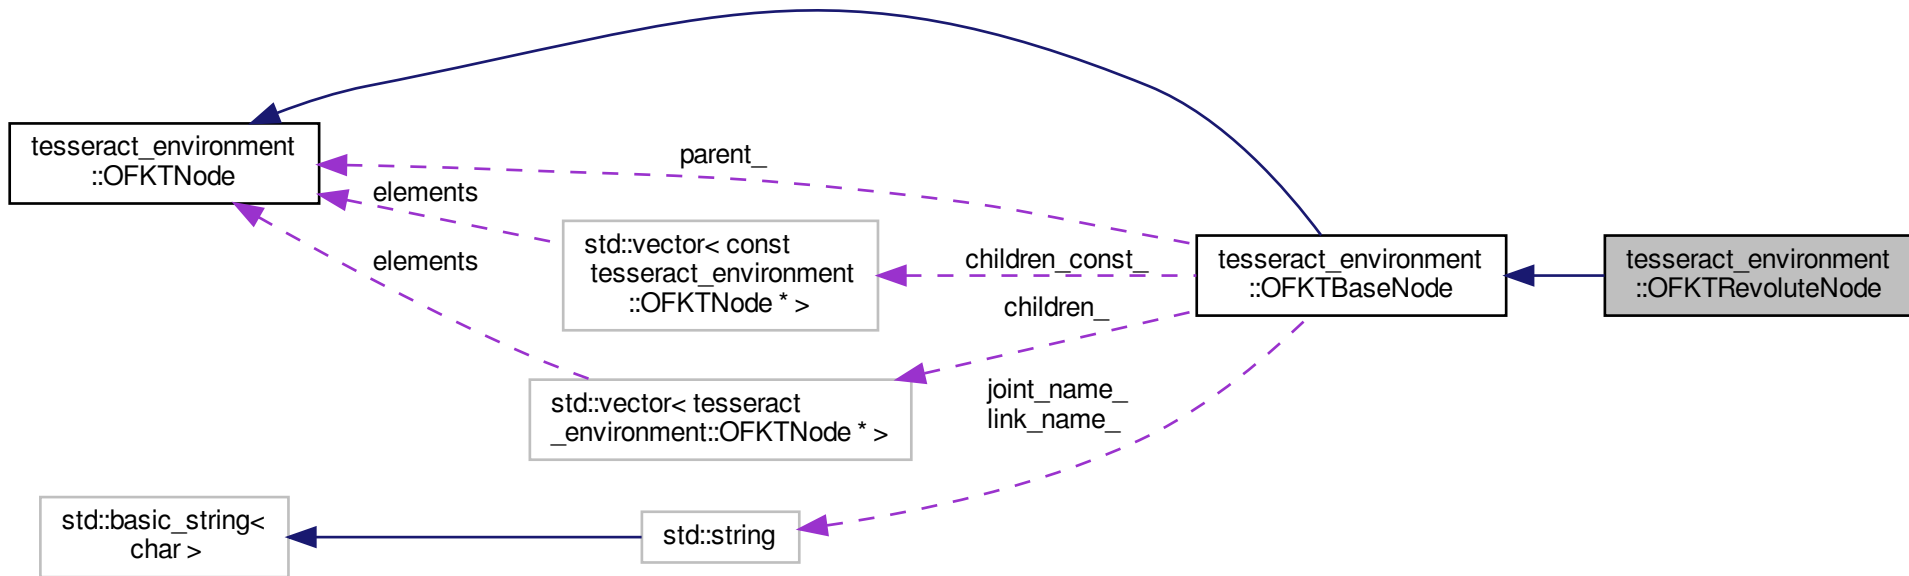 tesseract_environment
::OFKTNode
parent_
elements
elements
std::vector< const
tesseract_environment
::OFKTNode * >
children_const_
children_
tesseract_environment
::OFKTBaseNode
tesseract_environment
::OFKTRevoluteNode
std::vector< tesseract
_environment::OFKTNode * >
joint_name_
link_name_
std::basic_string<
char >
std::string